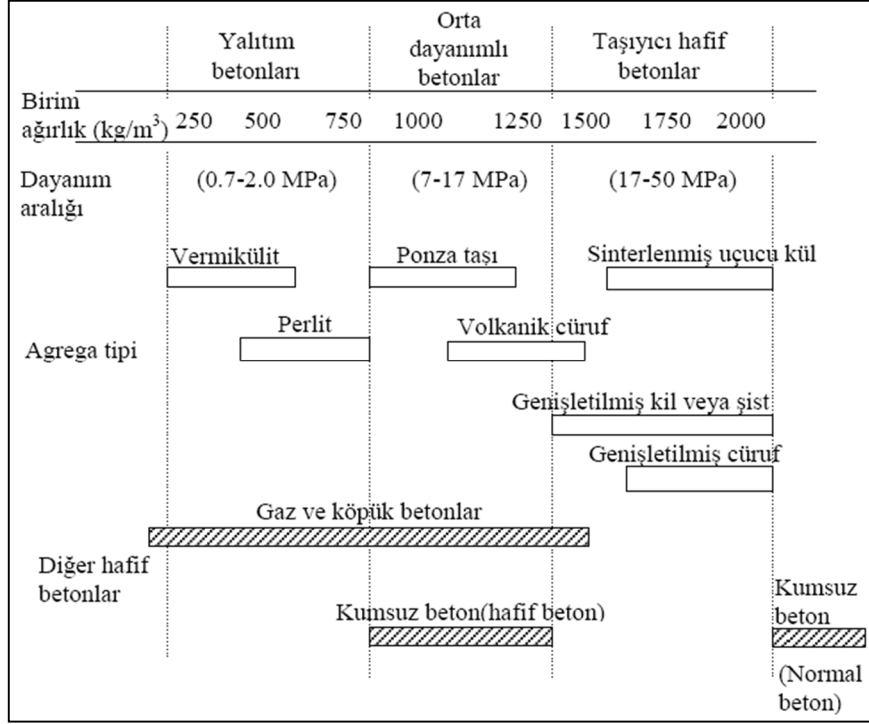 Yalıtım
betonları
Orta
dayanımlı
betonlar
Taşıyıcı hafif
betonlar
Birim
ağırlık (kg/m³) 250 500 750 1000 1250 1500 1750 2000
Dayanım
aralığı
(0.7-2.0 MPa) (7-17 MPa) (17-50 MPa)
Vermikülit Ponza taşı Sinterlenmiş uçucu kül
Agrega tipi
Perlit Volkanik cüruf
Genişletilmiş kil veya şist
Genişletilmiş cüruf
Gaz ve köpük betonlar
Diğer hafif
betonlar
Kumsuz beton(hafif beton)
Kumsuz
beton
(Normal
beton)